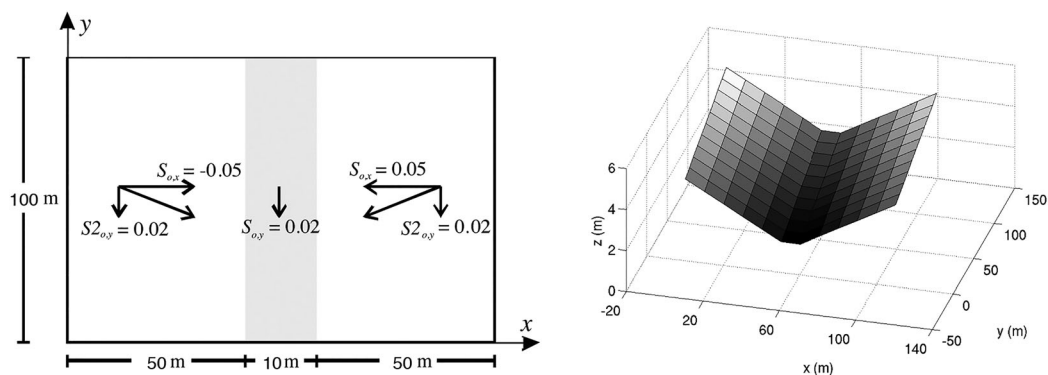 y
S_{o,x} = -0.05
S_{o,x} = 0.05
100 m
S2_{o,y} = 0.02
S_{o,y} = 0.02
S2_{o,y} = 0.02
x
50 m
10 m
50 m
6
4
2
0
z (m)
-20
20
60
100
140
x (m)
-50
0
50
100
150
y (m)